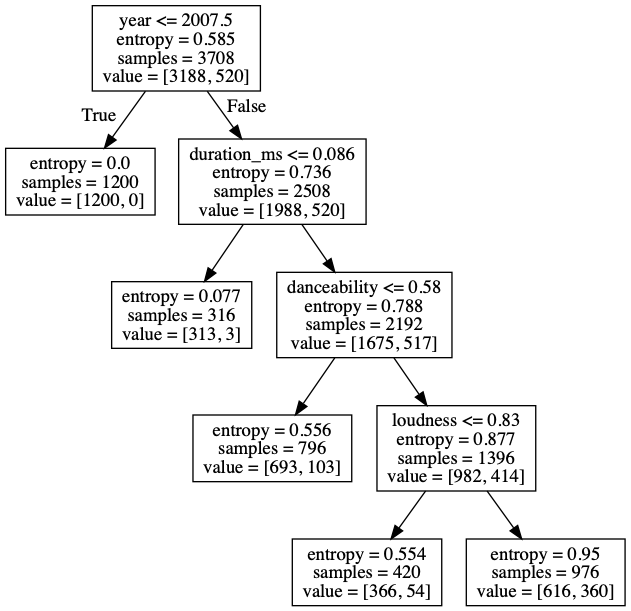 year <= 2007.5
entropy = 0.585
samples = 3708
value = [3188, 520]
True
False
entropy = 0.0
samples = 1200
value = [1200, 0]
duration_ms <= 0.086
entropy = 0.736
samples = 2508
value = [1988, 520]
entropy = 0.077
samples = 316
value = [313, 3]
danceability <= 0.58
entropy = 0.788
samples = 2192
value = [1675, 517]
entropy = 0.556
samples = 796
value = [693, 103]
loudness <= 0.83
entropy = 0.877
samples = 1396
value = [982, 414]
entropy = 0.554
samples = 420
value = [366, 54]
entropy = 0.95
samples = 976
value = [616, 360]